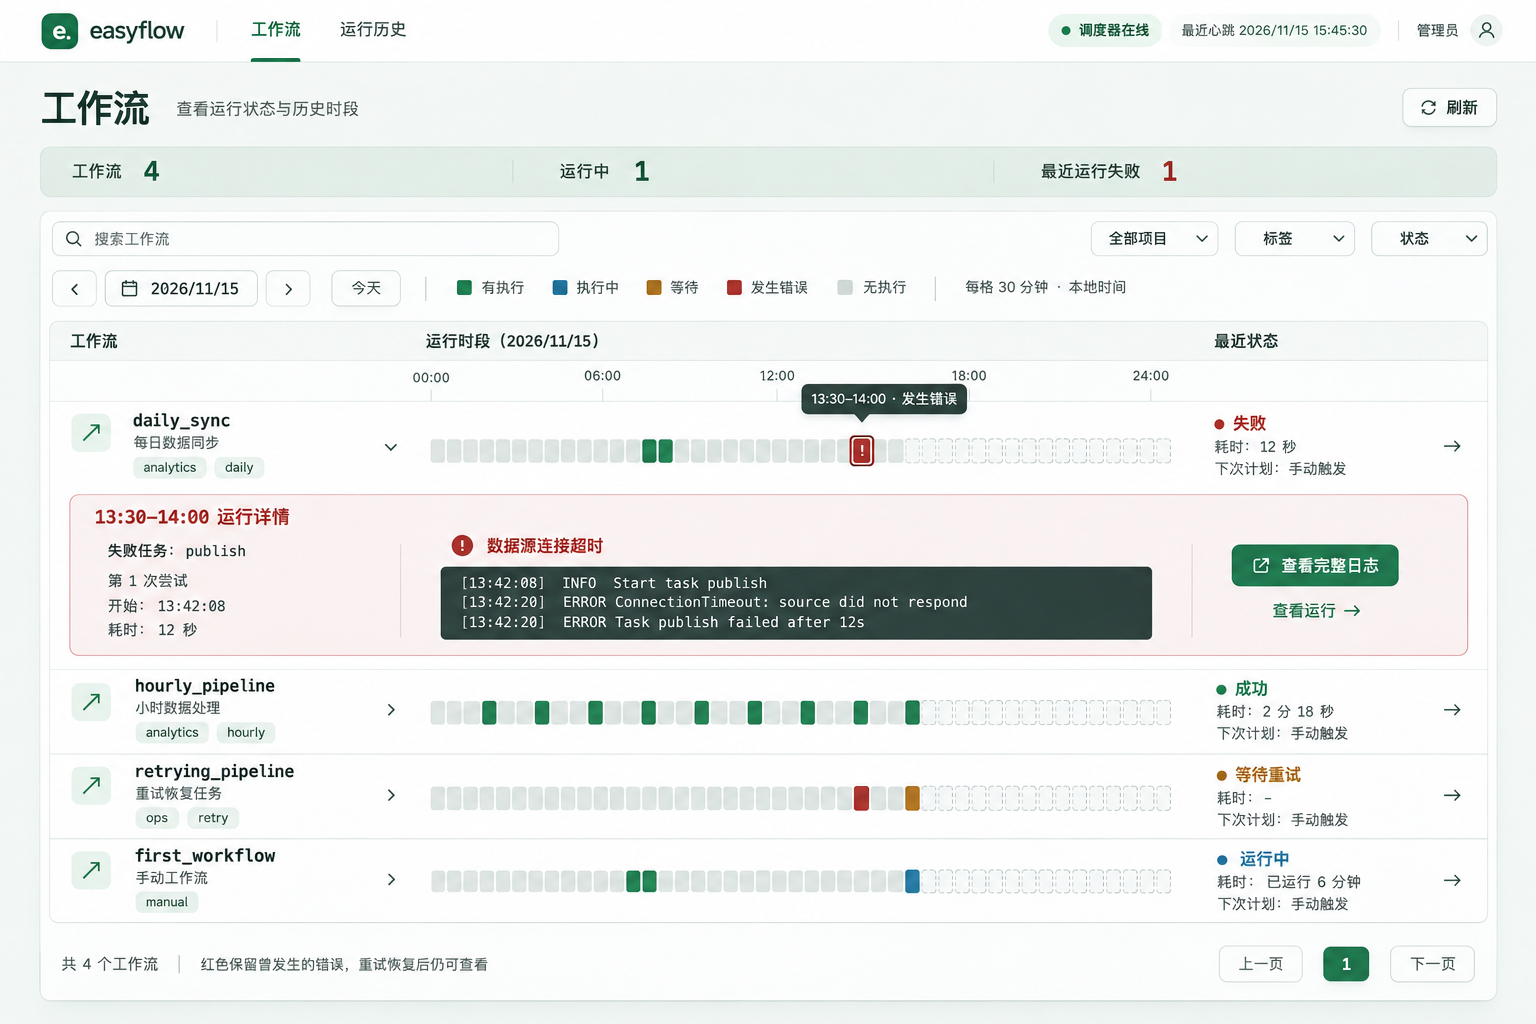 e. easyflow 工作流 运行历史 调度器在线 最近心跳 2026/11/15 15:45:30 管理员
工作流 查看运行状态与历史时段 刷新
工作流 4 运行中 1 最近运行失败 1
搜索工作流 全部项目 标签 状态
2026/11/15 今天 有执行 执行中 等待 发生错误 无执行 每格 30 分钟 · 本地时间
工作流 运行时段（2026/11/15） 最近状态
00:00 06:00 12:00 18:00 24:00
13:30–14:00 · 发生错误
daily_sync
每日数据同步
analytics daily
!
失败
耗时： 12 秒
下次计划： 手动触发
13:30–14:00 运行详情
失败任务： publish
第 1 次尝试
开始： 13:42:08
耗时： 12 秒
! 数据源连接超时
[13:42:08] INFO Start task publish
[13:42:20] ERROR ConnectionTimeout: source did not respond
[13:42:20] ERROR Task publish failed after 12s
查看完整日志
查看运行 →
hourly_pipeline
小时数据处理
analytics hourly
成功
耗时： 2 分 18 秒
下次计划： 手动触发
retrying_pipeline
重试恢复任务
ops retry
等待重试
耗时： –
下次计划： 手动触发
first_workflow
手动工作流
manual
运行中
耗时： 已运行 6 分钟
下次计划： 手动触发
共 4 个工作流 红色保留曾发生的错误，重试恢复后仍可查看 上一页 1 下一页